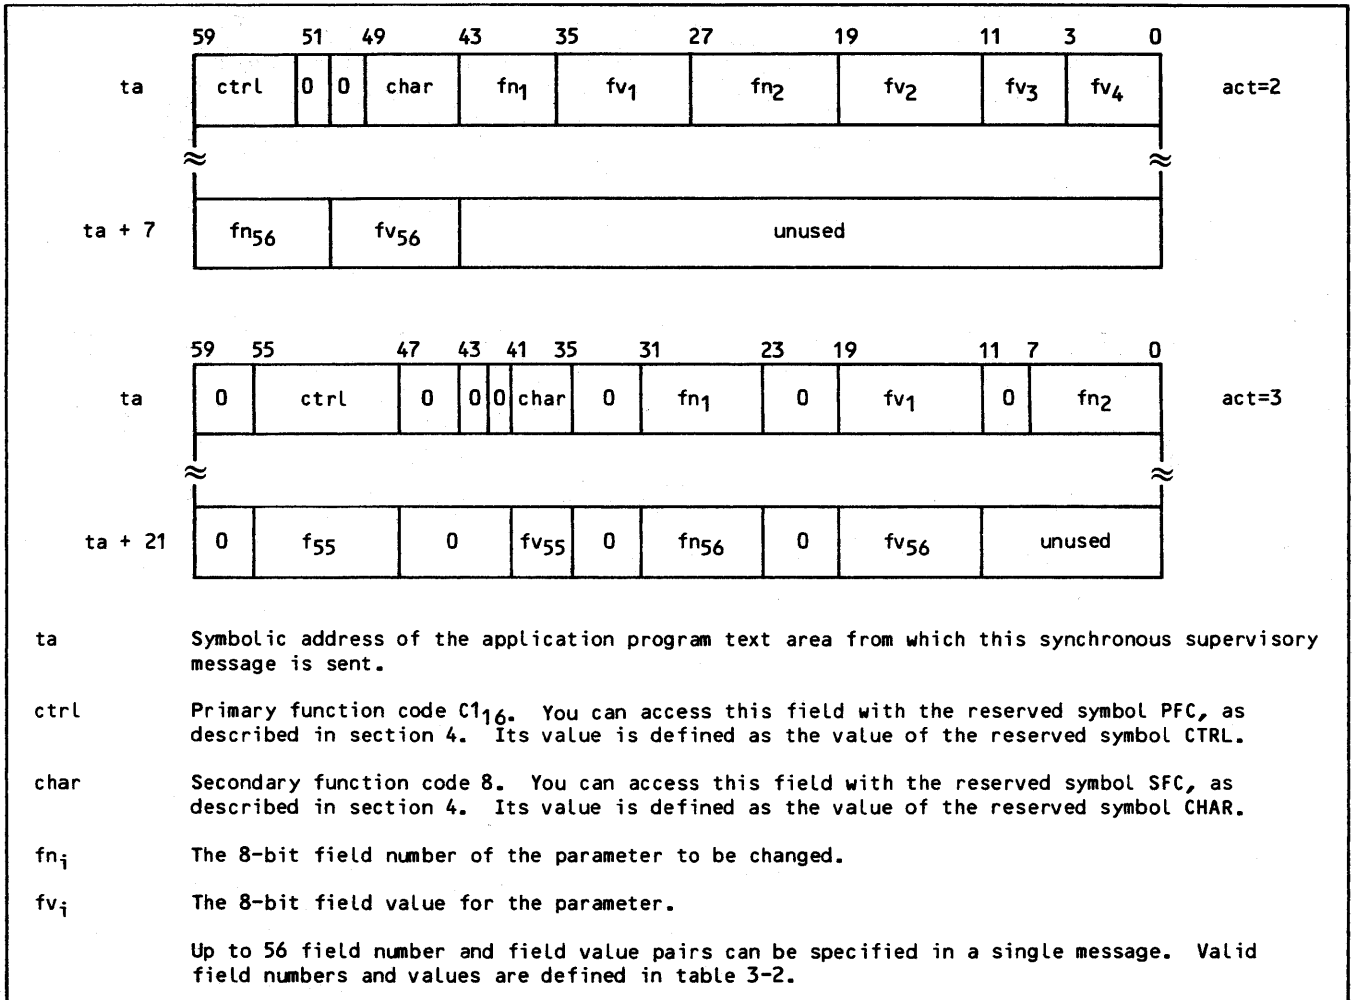 59 51 49 43 35 27 19 11 3 0
ta ctrl 0 0 char fn1 fv1 fn2 fv2 fv3 fv4 act=2
≈ ≈
ta + 7 fn56 fv56 unused
59 55 47 43 41 35 31 23 19 11 7 0
ta 0 ctrl 0 0 0 char 0 fn1 0 fv1 0 fn2 act=3
≈ ≈
ta + 21 0 f55 0 fv55 0 fn56 0 fv56 unused
ta Symbolic address of the application program text area from which this synchronous supervisory
message is sent.
ctrl Primary function code C116. You can access this field with the reserved symbol PFC, as
described in section 4. Its value is defined as the value of the reserved symbol CTRL.
char Secondary function code 8. You can access this field with the reserved symbol SFC, as
described in section 4. Its value is defined as the value of the reserved symbol CHAR.
fni The 8-bit field number of the parameter to be changed.
fvi The 8-bit field value for the parameter.
Up to 56 field number and field value pairs can be specified in a single message. Valid
field numbers and values are defined in table 3-2.